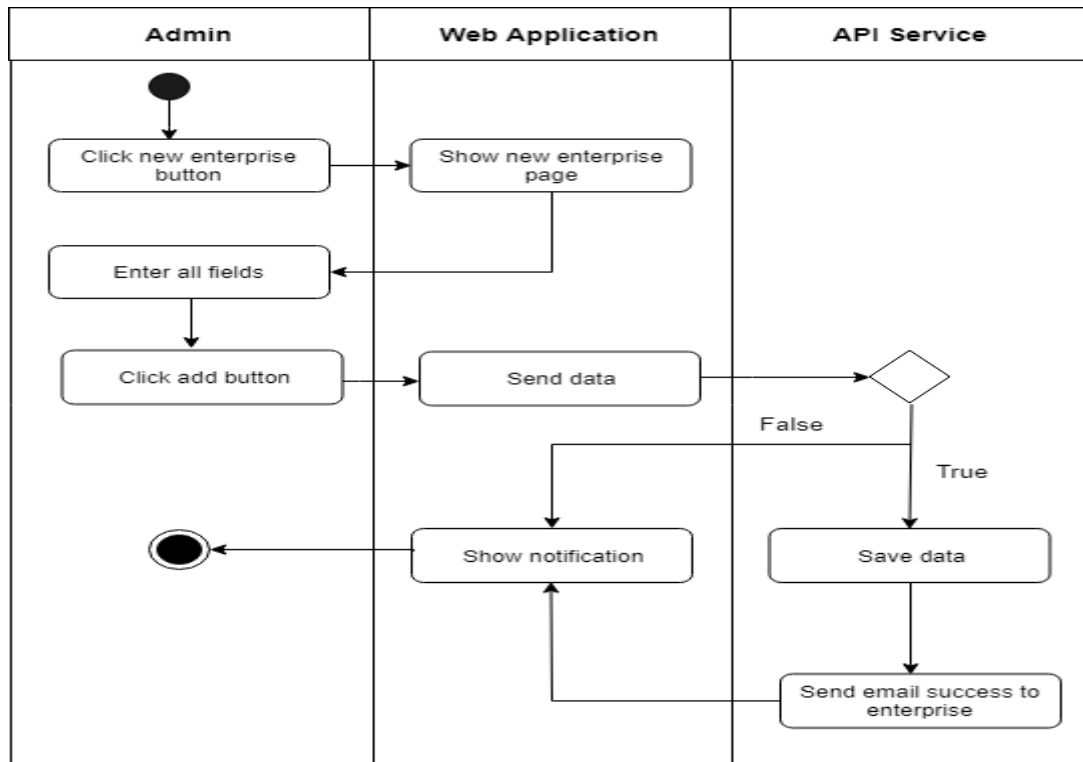 Admin
Web Application
API Service
Click new enterprise
button
Show new enterprise
page
Enter all fields
Click add button
Send data
False
True
Show notification
Save data
Send email success to
enterprise